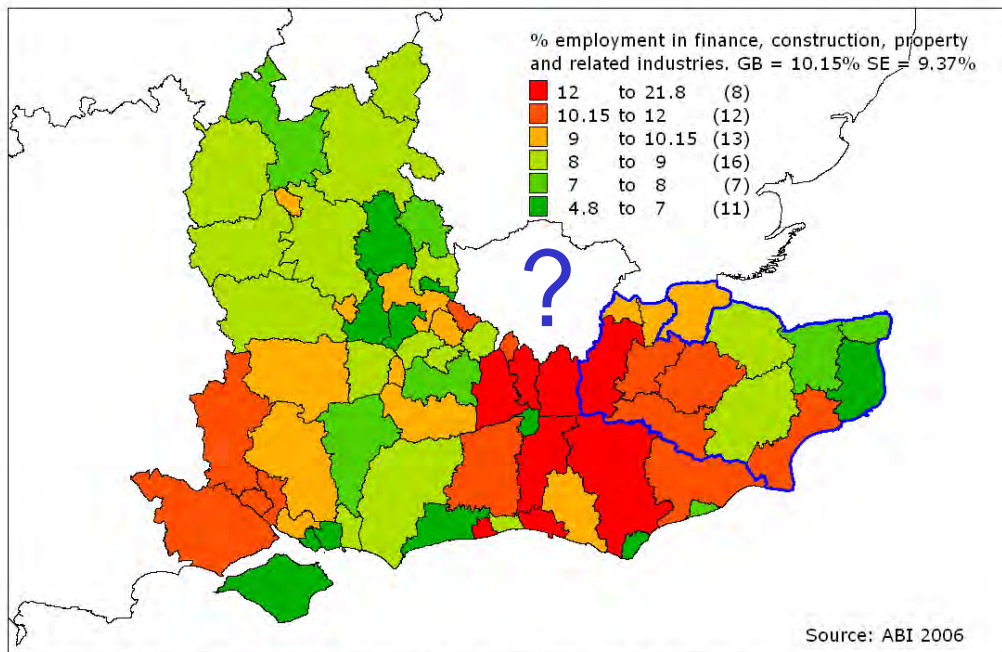 % employment in finance, construction, property
and related industries. GB = 10.15% SE = 9.37%
12 to 21.8 (8)
10.15 to 12 (12)
9 to 10.15 (13)
8 to 9 (16)
7 to 8 (7)
4.8 to 7 (11)
?
Source: ABI 2006